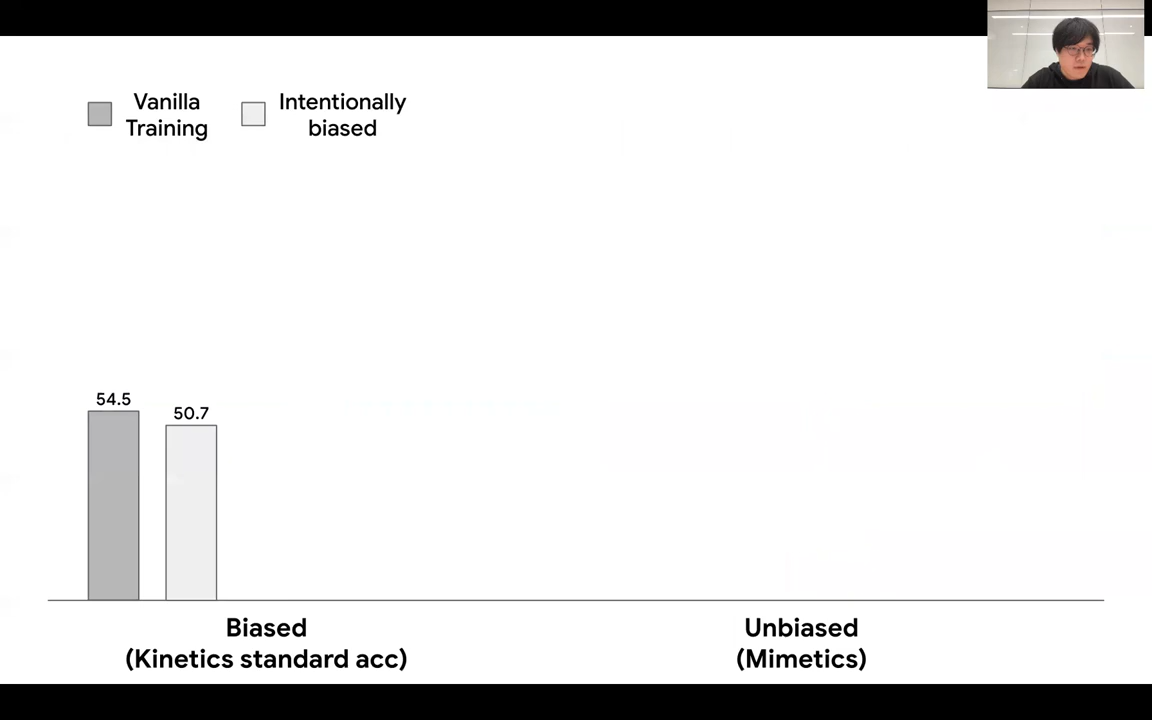 Vanilla
Training
Intentionally
biased
54.5
50.7
Biased
(Kinetics standard acc)
Unbiased
(Mimetics)